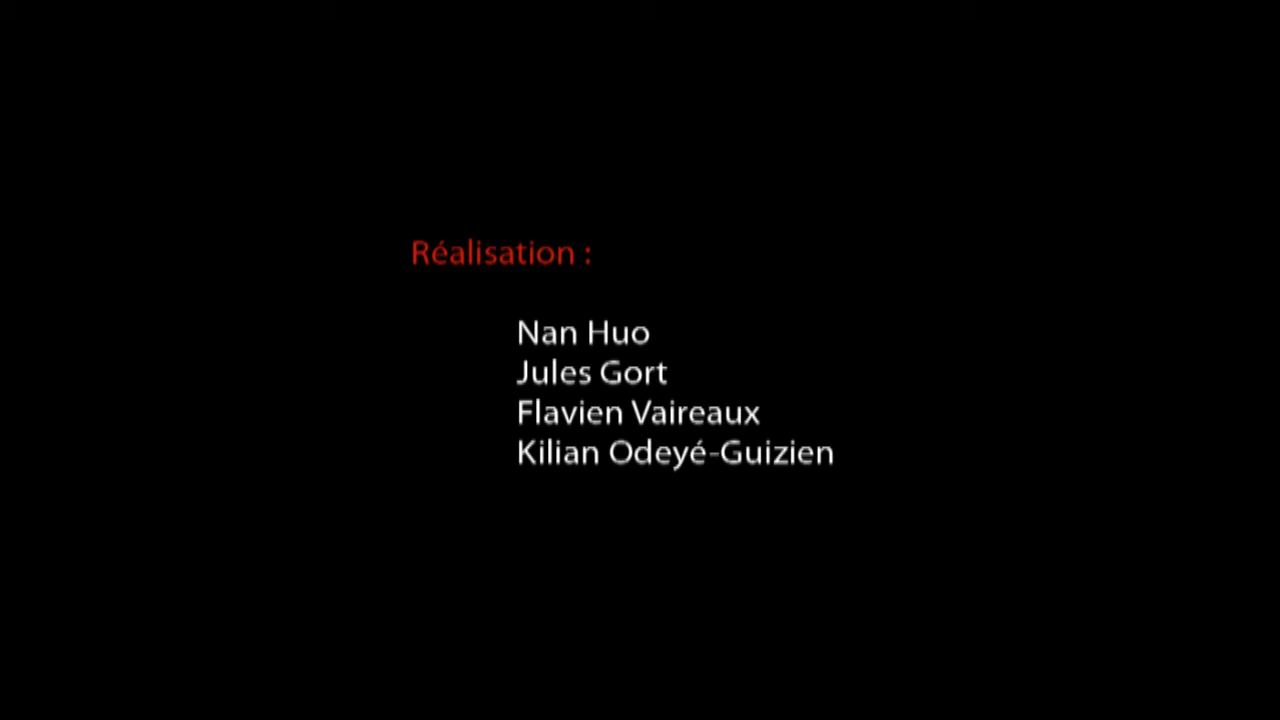 Réalisation :
Nan Huo
Jules Gort
Flavien Vaireaux
Kilian Odeyé-Guizien